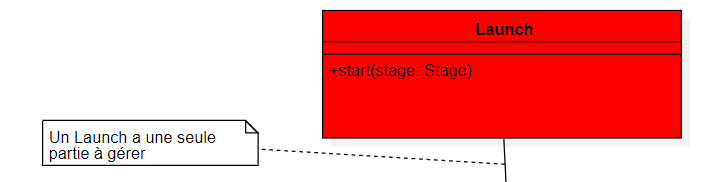 Launch
+start(stage: Stage)
Un Launch a une seule
partie à gérer